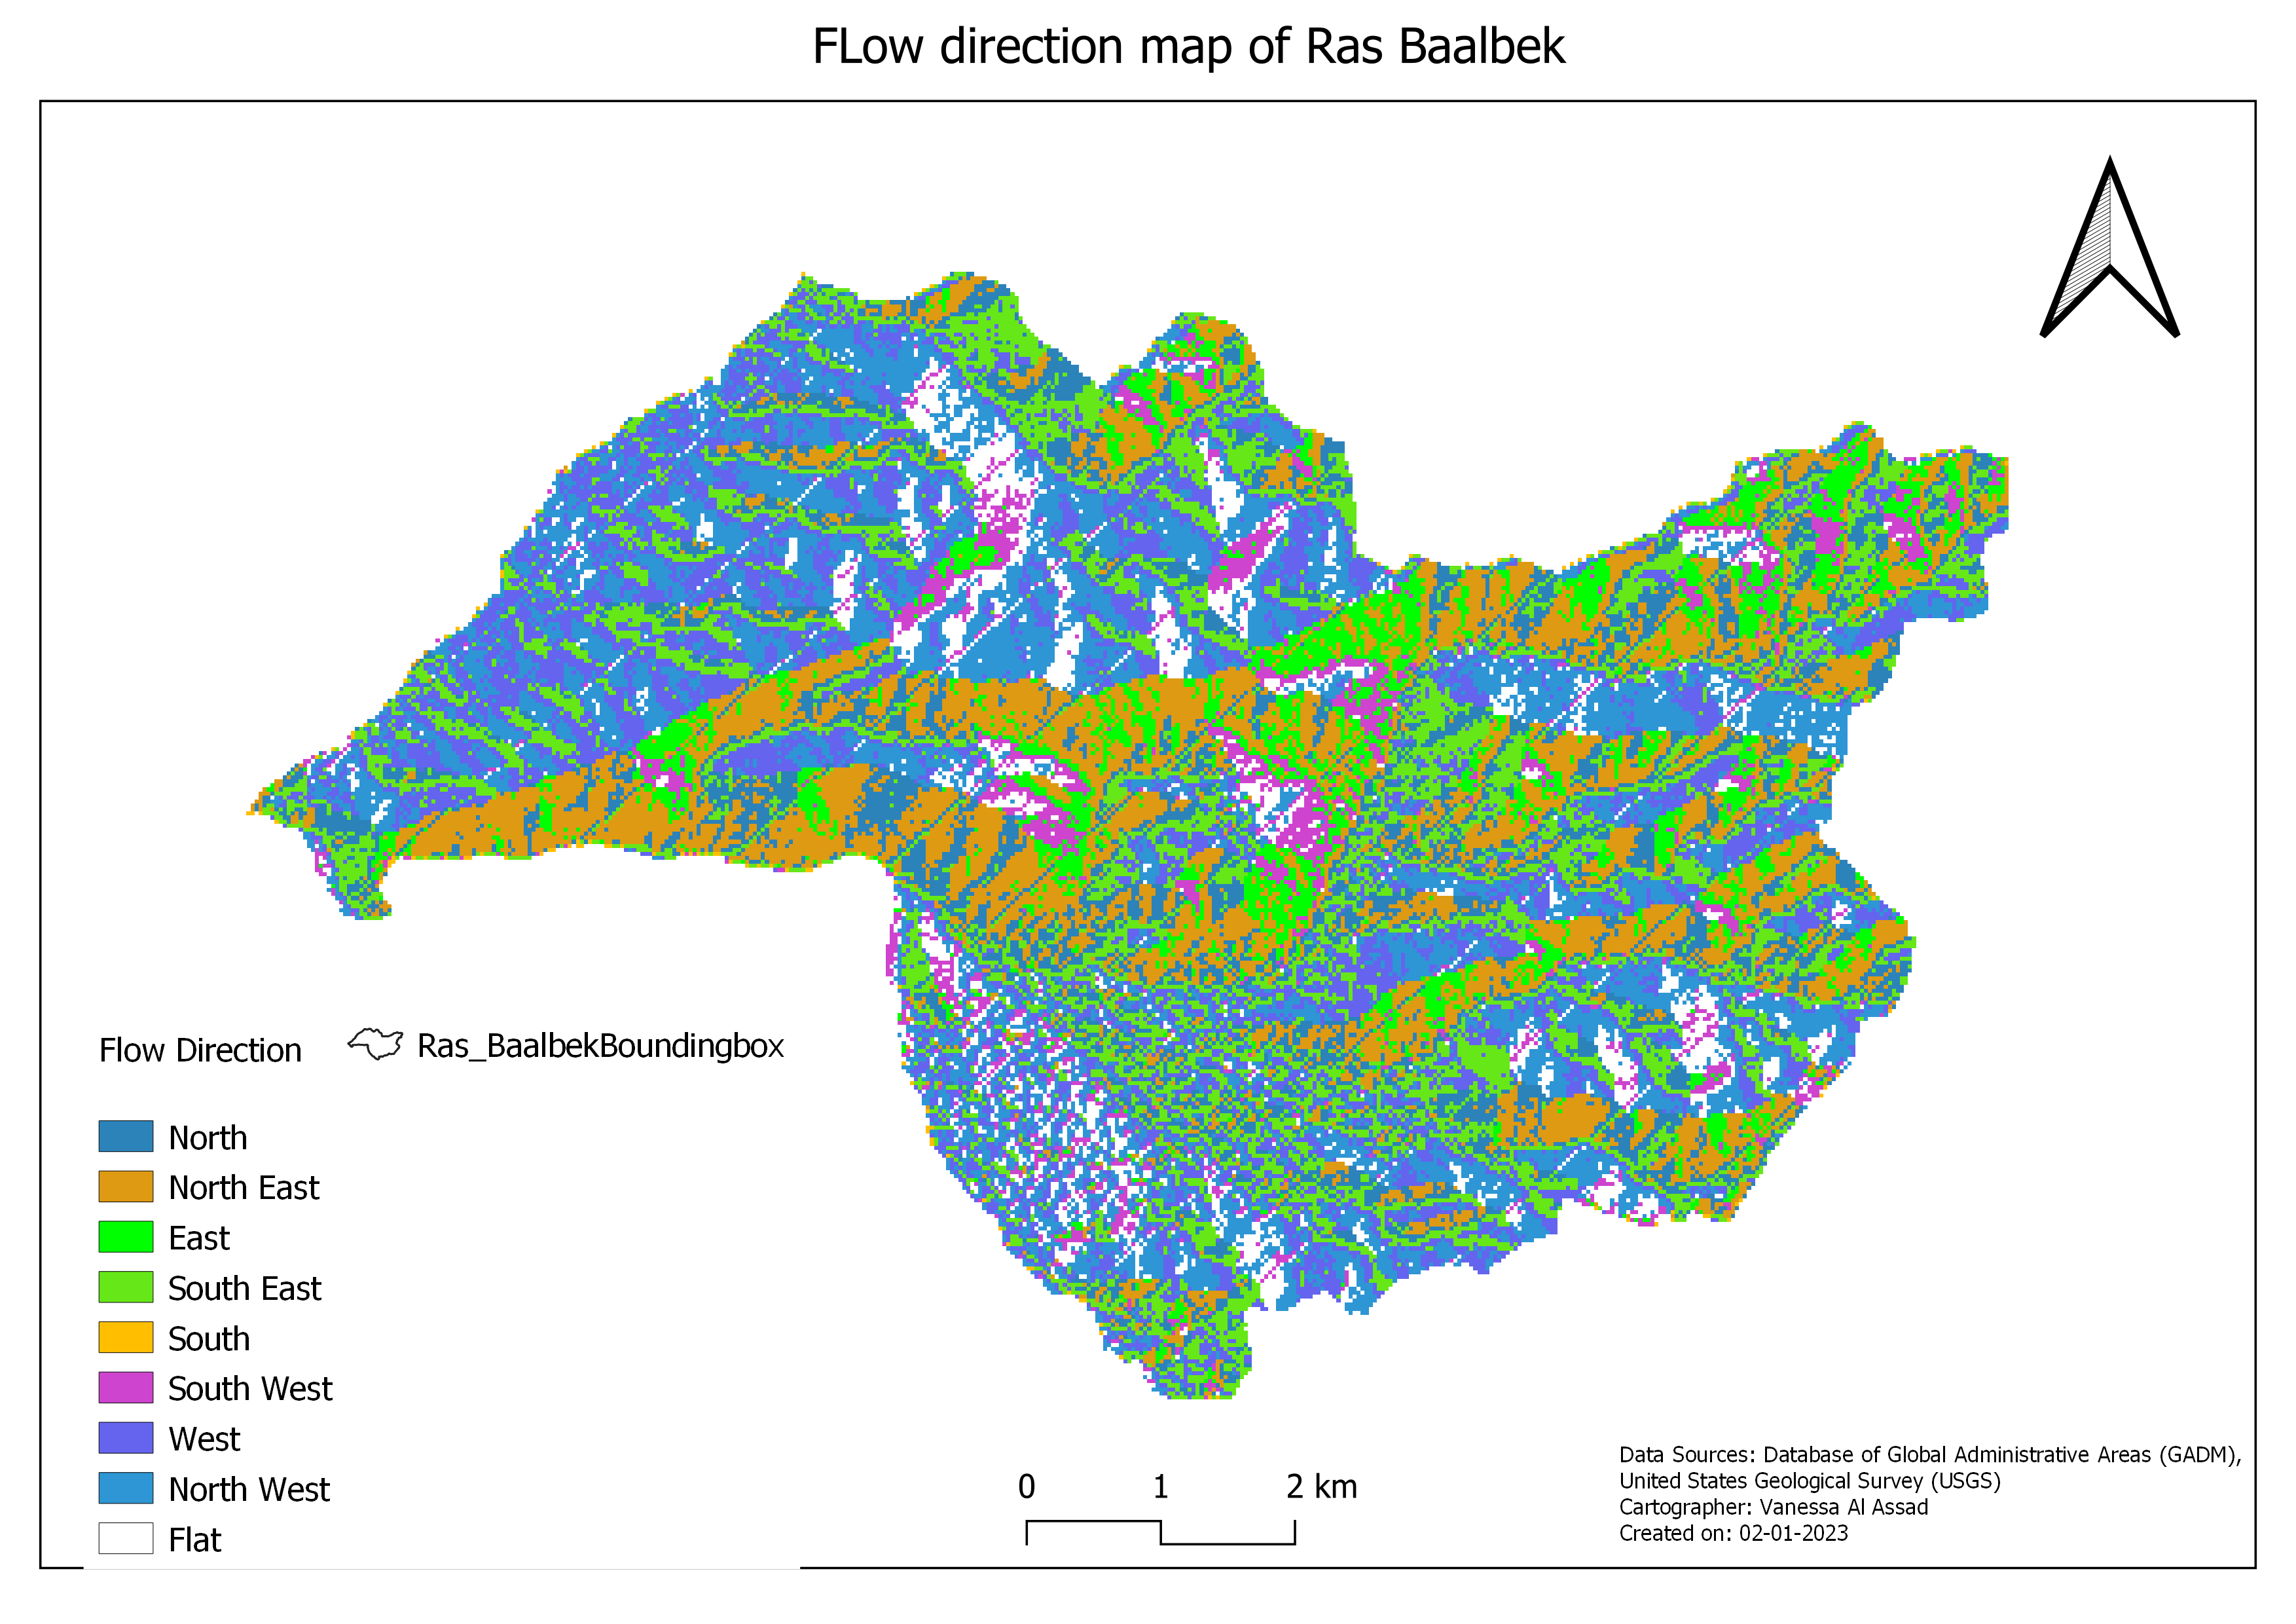 FLow direction map of Ras Baalbek
Flow Direction
Ras_BaalbekBoundingbox
North
North East
East
South East
South
South West
West
North West
Flat
0 1 2 km
Data Sources: Database of Global Administrative Areas (GADM),
United States Geological Survey (USGS)
Cartographer: Vanessa Al Assad
Created on: 02-01-2023